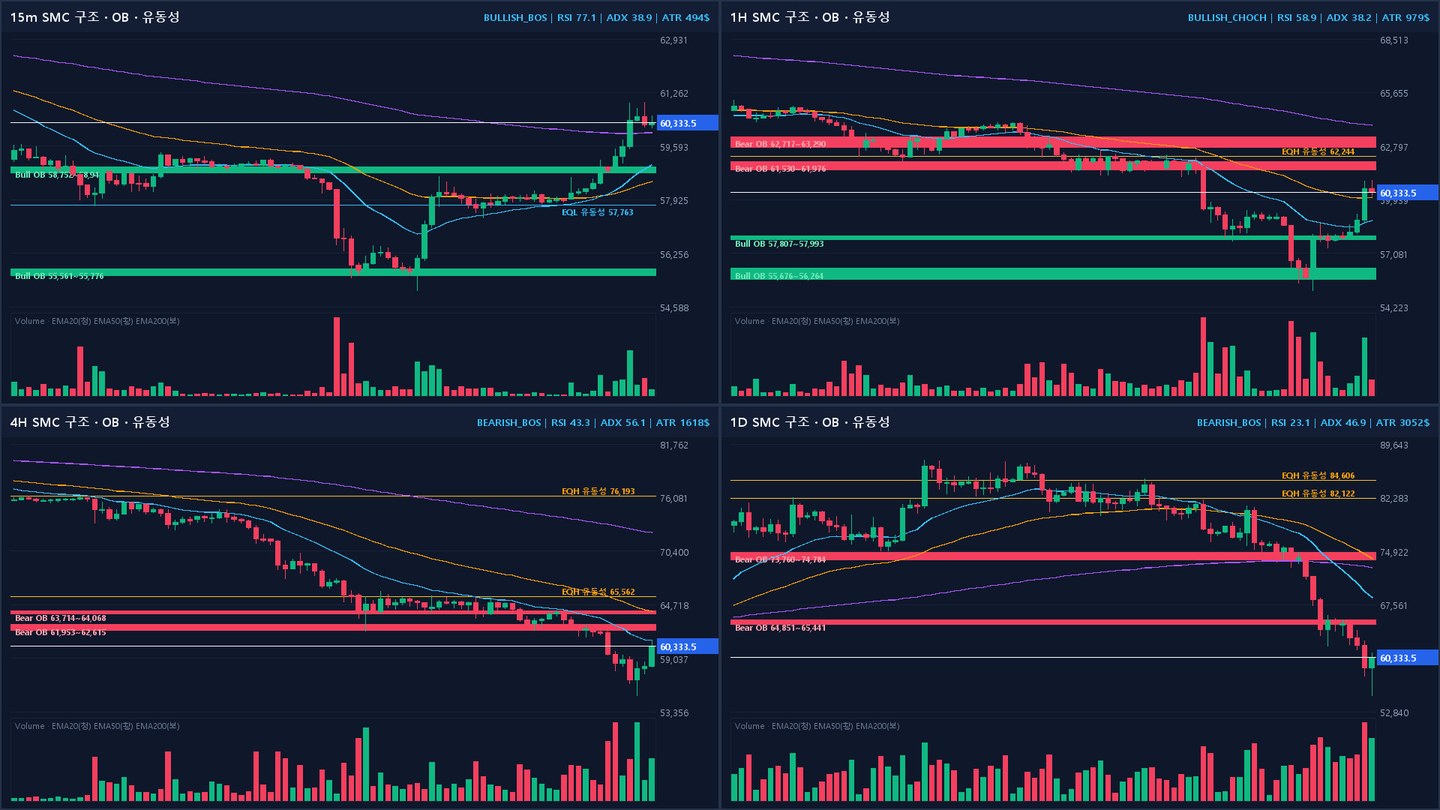 15m SMC 구조 · OB · 유동성
BULLISH_BOS | RSI 77.1 | ADX 38.9 | ATR 494$
62,931
61,262
60,333.5
59,593
Bull OB 58,752~58,94
57,925
EQL 유동성 57,763
56,256
Bull OB 55,561~55,776
54,588
Volume · EMA20(청) EMA50(황) EMA200(보)
1H SMC 구조 · OB · 유동성
BULLISH_CHOCH | RSI 58.9 | ADX 38.2 | ATR 979$
68,513
65,655
Bear OB 62,717~63,290
62,797
EQH 유동성 62,244
Bear OB 61,530~61,976
60,333.5
59,939
Bull OB 57,807~57,993
57,081
Bull OB 55,676~56,264
54,223
Volume · EMA20(청) EMA50(황) EMA200(보)
4H SMC 구조 · OB · 유동성
BEARISH_BOS | RSI 43.3 | ADX 56.1 | ATR 1618$
81,762
EQH 유동성 76,193
76,081
70,400
EQH 유동성 65,562
64,718
Bear OB 63,714~64,068
Bear OB 61,953~62,615
60,333.5
59,037
53,356
Volume · EMA20(청) EMA50(황) EMA200(보)
1D SMC 구조 · OB · 유동성
BEARISH_BOS | RSI 23.1 | ADX 46.9 | ATR 3052$
89,643
EQH 유동성 84,606
EQH 유동성 82,122
82,283
74,922
Bear OB 73,760~74,784
67,561
Bear OB 64,851~65,441
60,333.5
52,840
Volume · EMA20(청) EMA50(황) EMA200(보)